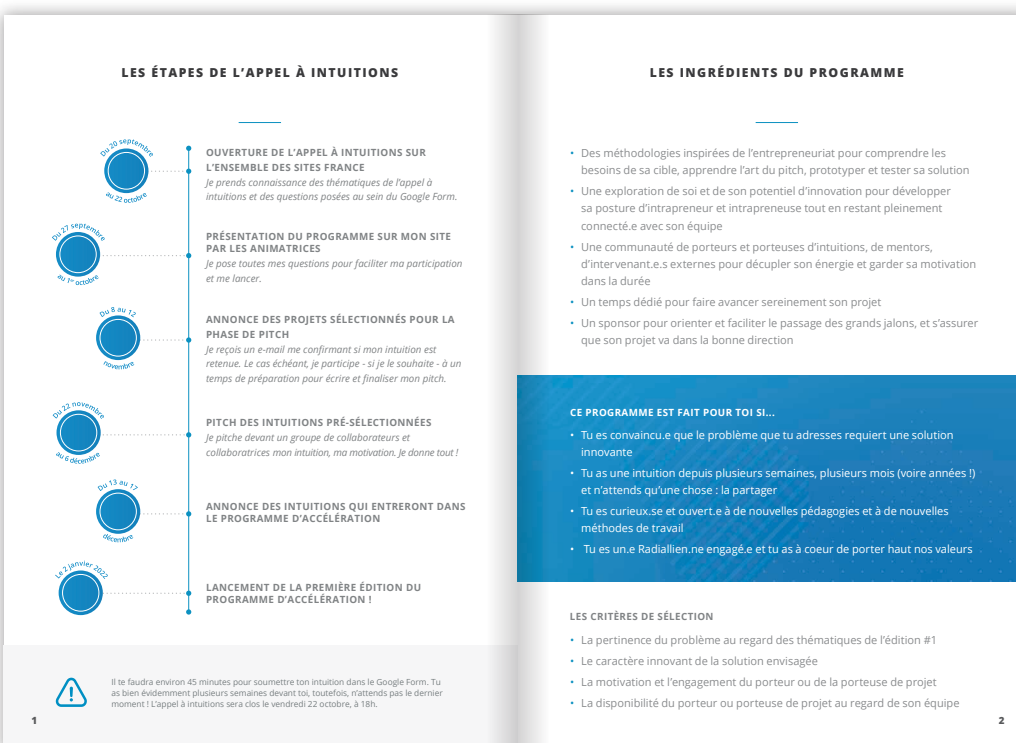 LES ÉTAPES DE L'APPEL À INTUITIONS
Du 20 septembre
au 22 octobre
OUVERTURE DE L'APPEL À INTUITIONS SUR
L'ENSEMBLE DES SITES FRANCE
Je prends connaissance des thématiques de l'appel à
intuitions et des questions posées au sein du Google Form.
Du 27 septembre
au 1er octobre
PRÉSENTATION DU PROGRAMME SUR MON SITE
PAR LES ANIMATRICES
Je pose toutes mes questions pour faciliter ma participation
et me lancer.
Du 8 au 12
novembre
ANNONCE DES PROJETS SÉLECTIONNÉS POUR LA
PHASE DE PITCH
Je reçois un e-mail me confirmant si mon intuition est
retenue. Le cas échéant, je participe - si je le souhaite - à un
temps de préparation pour écrire et finaliser mon pitch.
Du 22 novembre
au 6 décembre
PITCH DES INTUITIONS PRÉ-SÉLECTIONNÉES
Je pitche devant un groupe de collaborateurs et
collaboratrices mon intuition, ma motivation. Je donne tout !
Du 13 au 17
décembre
ANNONCE DES INTUITIONS QUI ENTRERONT DANS
LE PROGRAMME D'ACCÉLÉRATION
Le 2 janvier 2022
LANCEMENT DE LA PREMIÈRE ÉDITION DU
PROGRAMME D'ACCÉLÉRATION !
Il te faudra environ 45 minutes pour soumettre ton intuition dans le Google Form. Tu
as bien évidemment plusieurs semaines devant toi, toutefois, n'attends pas le dernier
moment ! L'appel à intuitions sera clos le vendredi 22 octobre, à 18h.
1
LES INGRÉDIENTS DU PROGRAMME
• Des méthodologies inspirées de l'entrepreneuriat pour comprendre les
besoins de sa cible, apprendre l'art du pitch, prototyper et tester sa solution
• Une exploration de soi et de son potentiel d'innovation pour développer
sa posture d'intrapreneur et intrapreneuse tout en restant pleinement
connecté.e avec son équipe
• Une communauté de porteurs et porteuses d'intuitions, de mentors,
d'intervenant.e.s externes pour décupler son énergie et garder sa motivation
dans la durée
• Un temps dédié pour faire avancer sereinement son projet
• Un sponsor pour orienter et faciliter le passage des grands jalons, et s'assurer
que son projet va dans la bonne direction
CE PROGRAMME EST FAIT POUR TOI SI...
• Tu es convaincu.e que le problème que tu adresses requiert une solution
innovante
• Tu as une intuition depuis plusieurs semaines, plusieurs mois (voire années !)
et n'attends qu'une chose : la partager
• Tu es curieux.se et ouvert.e à de nouvelles pédagogies et à de nouvelles
méthodes de travail
• Tu es un.e Radiallien.ne engagé.e et tu as à coeur de porter haut nos valeurs
LES CRITÈRES DE SÉLECTION
• La pertinence du problème au regard des thématiques de l'édition #1
• Le caractère innovant de la solution envisagée
• La motivation et l'engagement du porteur ou de la porteuse de projet
• La disponibilité du porteur ou porteuse de projet au regard de son équipe
2